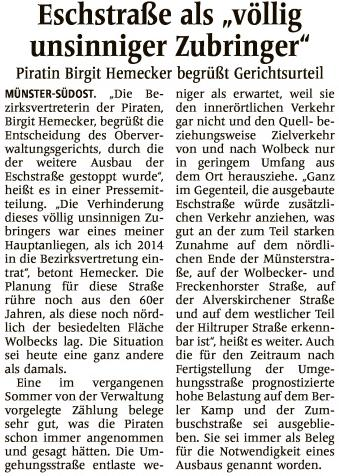 Eschstraße als „völlig
unsinniger Zubringer“
Piratin Birgit Hemecker begrüßt Gerichtsurteil
MÜNSTER-SÜDOST. „Die Be-
zirksvertreterin der Piraten,
Birgit Hemecker, begrüßt die
Entscheidung des Oberver-
waltungsgerichts, durch die
der weitere Ausbau der
Eschstraße gestoppt wurde“,
heißt es in einer Pressemit-
teilung. „Die Verhinderung
dieses völlig unsinnigen Zu-
bringers war eines meiner
Hauptanliegen, als ich 2014
in die Bezirksvertretung ein-
trat“, betont Hemecker. Die
Planung für diese Straße
rühre noch aus den 60er
Jahren, als diese noch nörd-
lich der besiedelten Fläche
Wolbecks lag. Die Situation
sei heute eine ganz andere
als damals.
Eine im vergangenen
Sommer von der Verwaltung
vorgelegte Zählung belege
sehr gut, was die Piraten
schon immer angenommen
und gesagt hätten. Die Um-
gehungsstraße entlaste we-
niger als erwartet, weil sie
den innerörtlichen Verkehr
gar nicht und den Quell- be-
ziehungsweise Zielverkehr
von und nach Wolbeck nur
in geringem Umfang aus
dem Ort herausziehe. „Ganz
im Gegenteil, die ausgebaute
Eschstraße würde zusätzli-
chen Verkehr anziehen, was
gut an der zum Teil starken
Zunahme auf dem nördli-
chen Ende der Münsterstra-
ße, auf der Wolbecker- und
Freckenhorster Straße, auf
der Alverskirchener Straße
und auf dem westlicher Teil
der Hiltruper Straße erkenn-
bar ist“, heißt es weiter. Auch
die für den Zeitraum nach
Fertigstellung der Umge-
hungsstraße prognostizierte
hohe Belastung auf dem Ber-
ler Kamp und der Zum-
buschstraße sei ausgeblie-
ben. Sie sei immer als Beleg
für die Notwendigkeit eines
Ausbaus genannt worden.